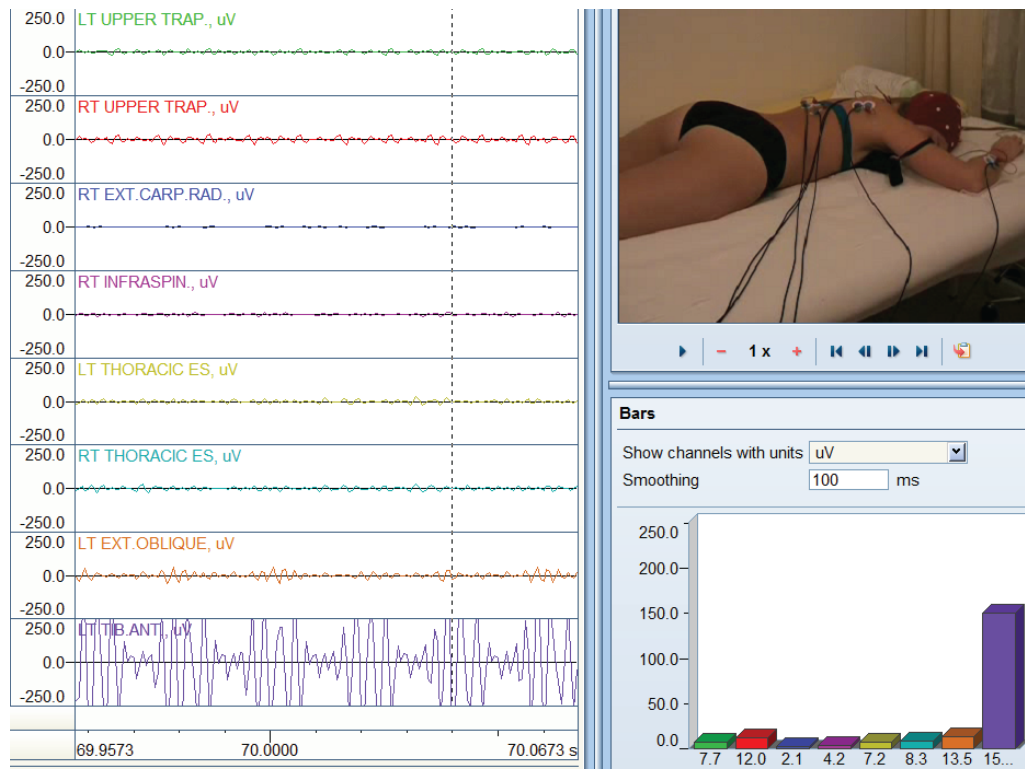 250.0
LT UPPER TRAP., uV
0.0
-250.0
250.0
RT UPPER TRAP., uV
0.0
-250.0
250.0
RT EXT.CARP.RAD., uV
0.0
-250.0
250.0
RT INFRASPIN., uV
0.0
-250.0
250.0
LT THORACIC ES, uV
0.0
-250.0
250.0
RT THORACIC ES, uV
0.0
-250.0
250.0
LT EXT.OBLIQUE, uV
0.0
-250.0
250.0
LT TIB.ANT., uV
0.0
-250.0
69.9573 70.0000 70.0673 s
1 x
Bars
Show channels with units uV
Smoothing 100 ms
250.0
200.0
150.0
100.0
50.0
0.0
7.7 12.0 2.1 4.2 7.2 8.3 13.5 15...